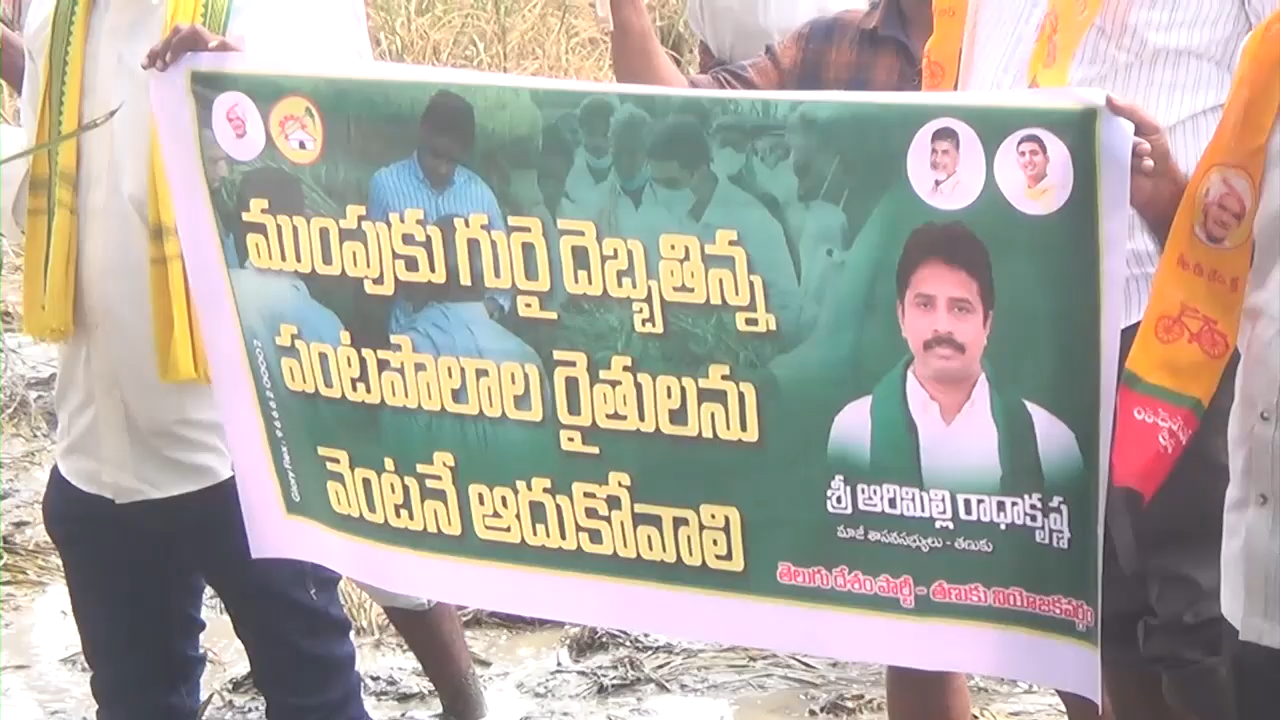 ముంపుకు గురై దెబ్బతిన్న
పంటపొలాల రైతులను
వెంటనే ఆదుకోవాలి
శ్రీ ఆరిమిల్లి రాధాకృష్ణ
మాజీ శాసనసభ్యులు - తణుకు
తెలుగు దేశం పార్టీ - తణుకు నియోజకవర్గం